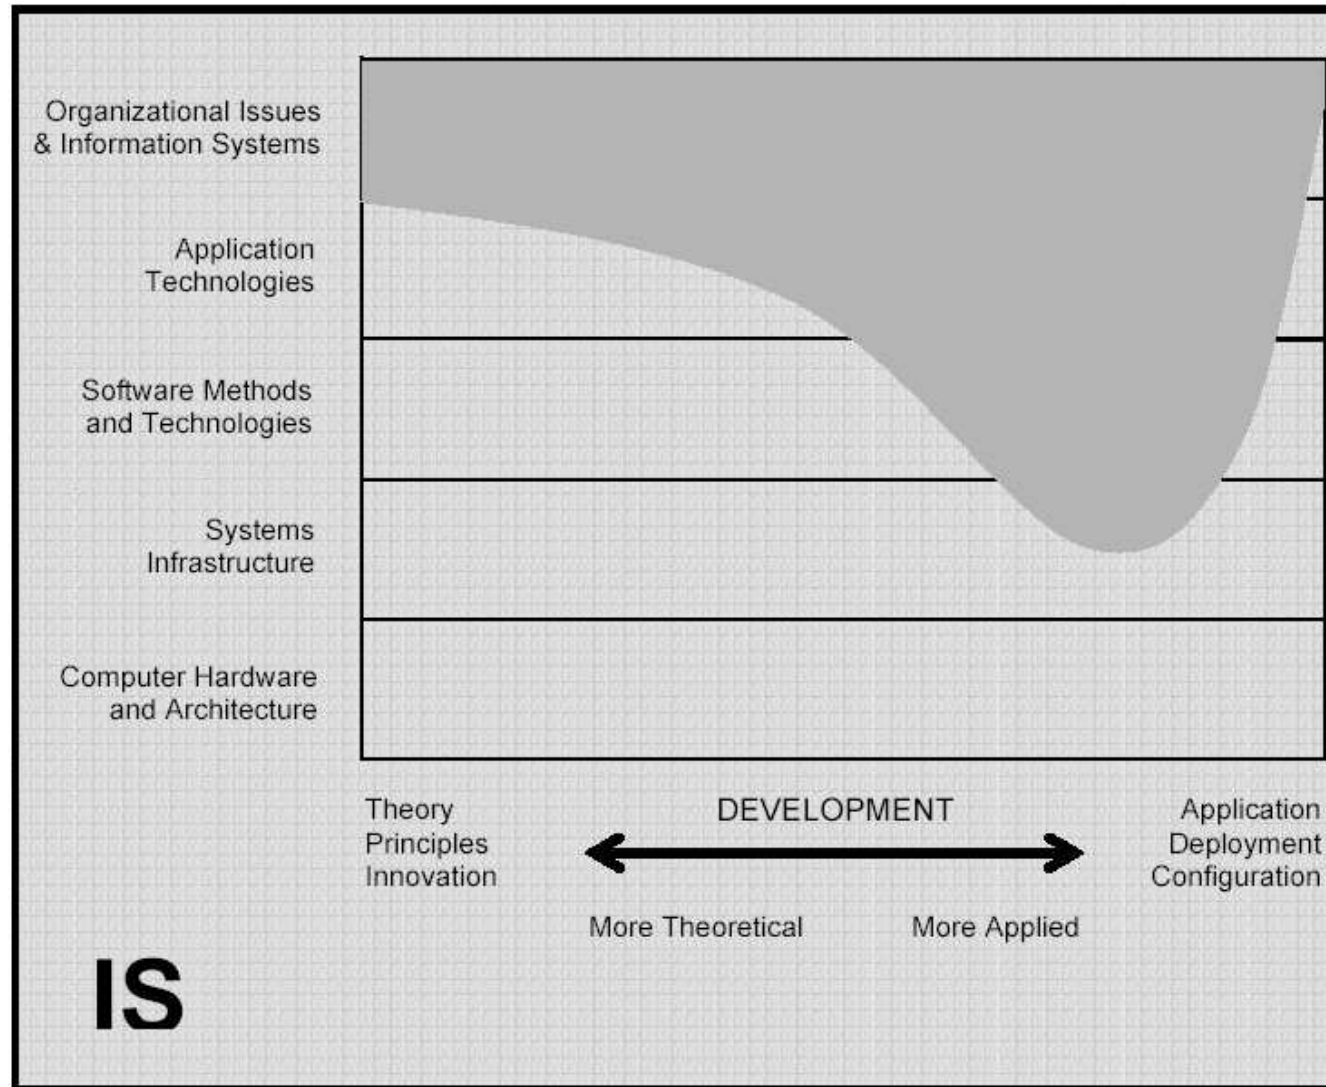 Organizational Issues
& Information Systems
Application
Technologies
Software Methods
and Technologies
Systems
Infrastructure
Computer Hardware
and Architecture
Theory
Principles
Innovation
DEVELOPMENT
Application
Deployment
Configuration
More Theoretical
More Applied
IS